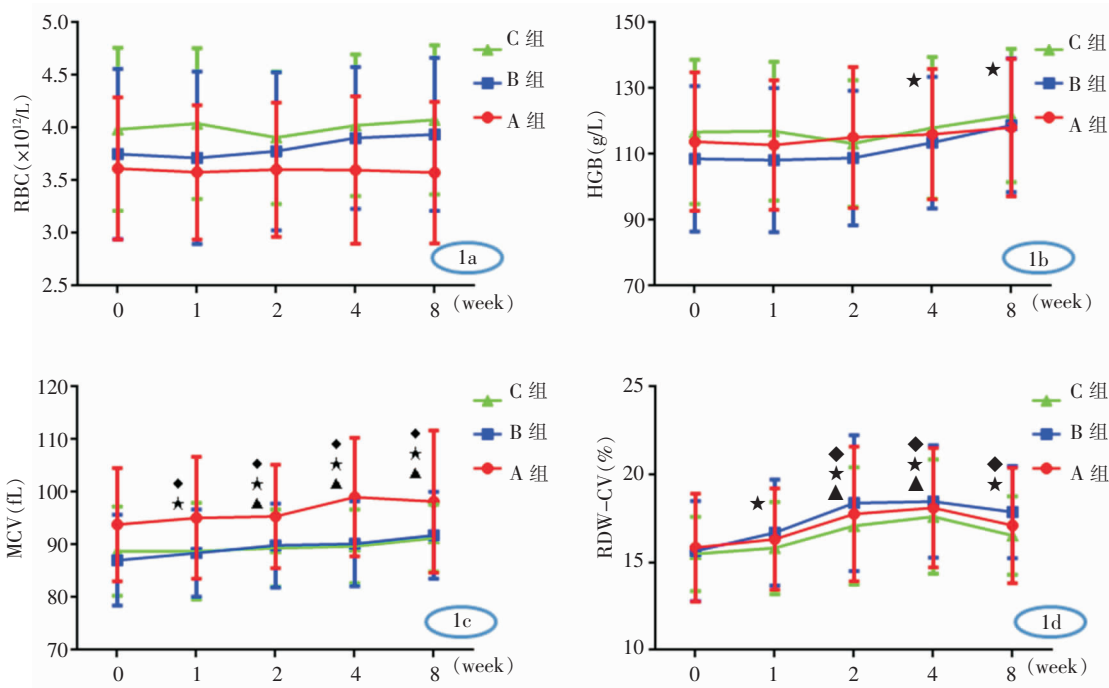 5.0
4.5
4.0
3.5
3.0
2.5
RBC(×10¹²/L)
C 组
B 组
A 组
1a
0 1 2 4 8 (week)
150
130
110
90
70
HGB(g/L)
C 组
B 组
A 组
1b
0 1 2 4 8 (week)
120
110
100
90
80
70
MCV(fL)
C 组
B 组
A 组
1c
0 1 2 4 8 (week)
25
20
15
10
RDW-CV(%)
C 组
B 组
A 组
1d
0 1 2 4 8 (week)